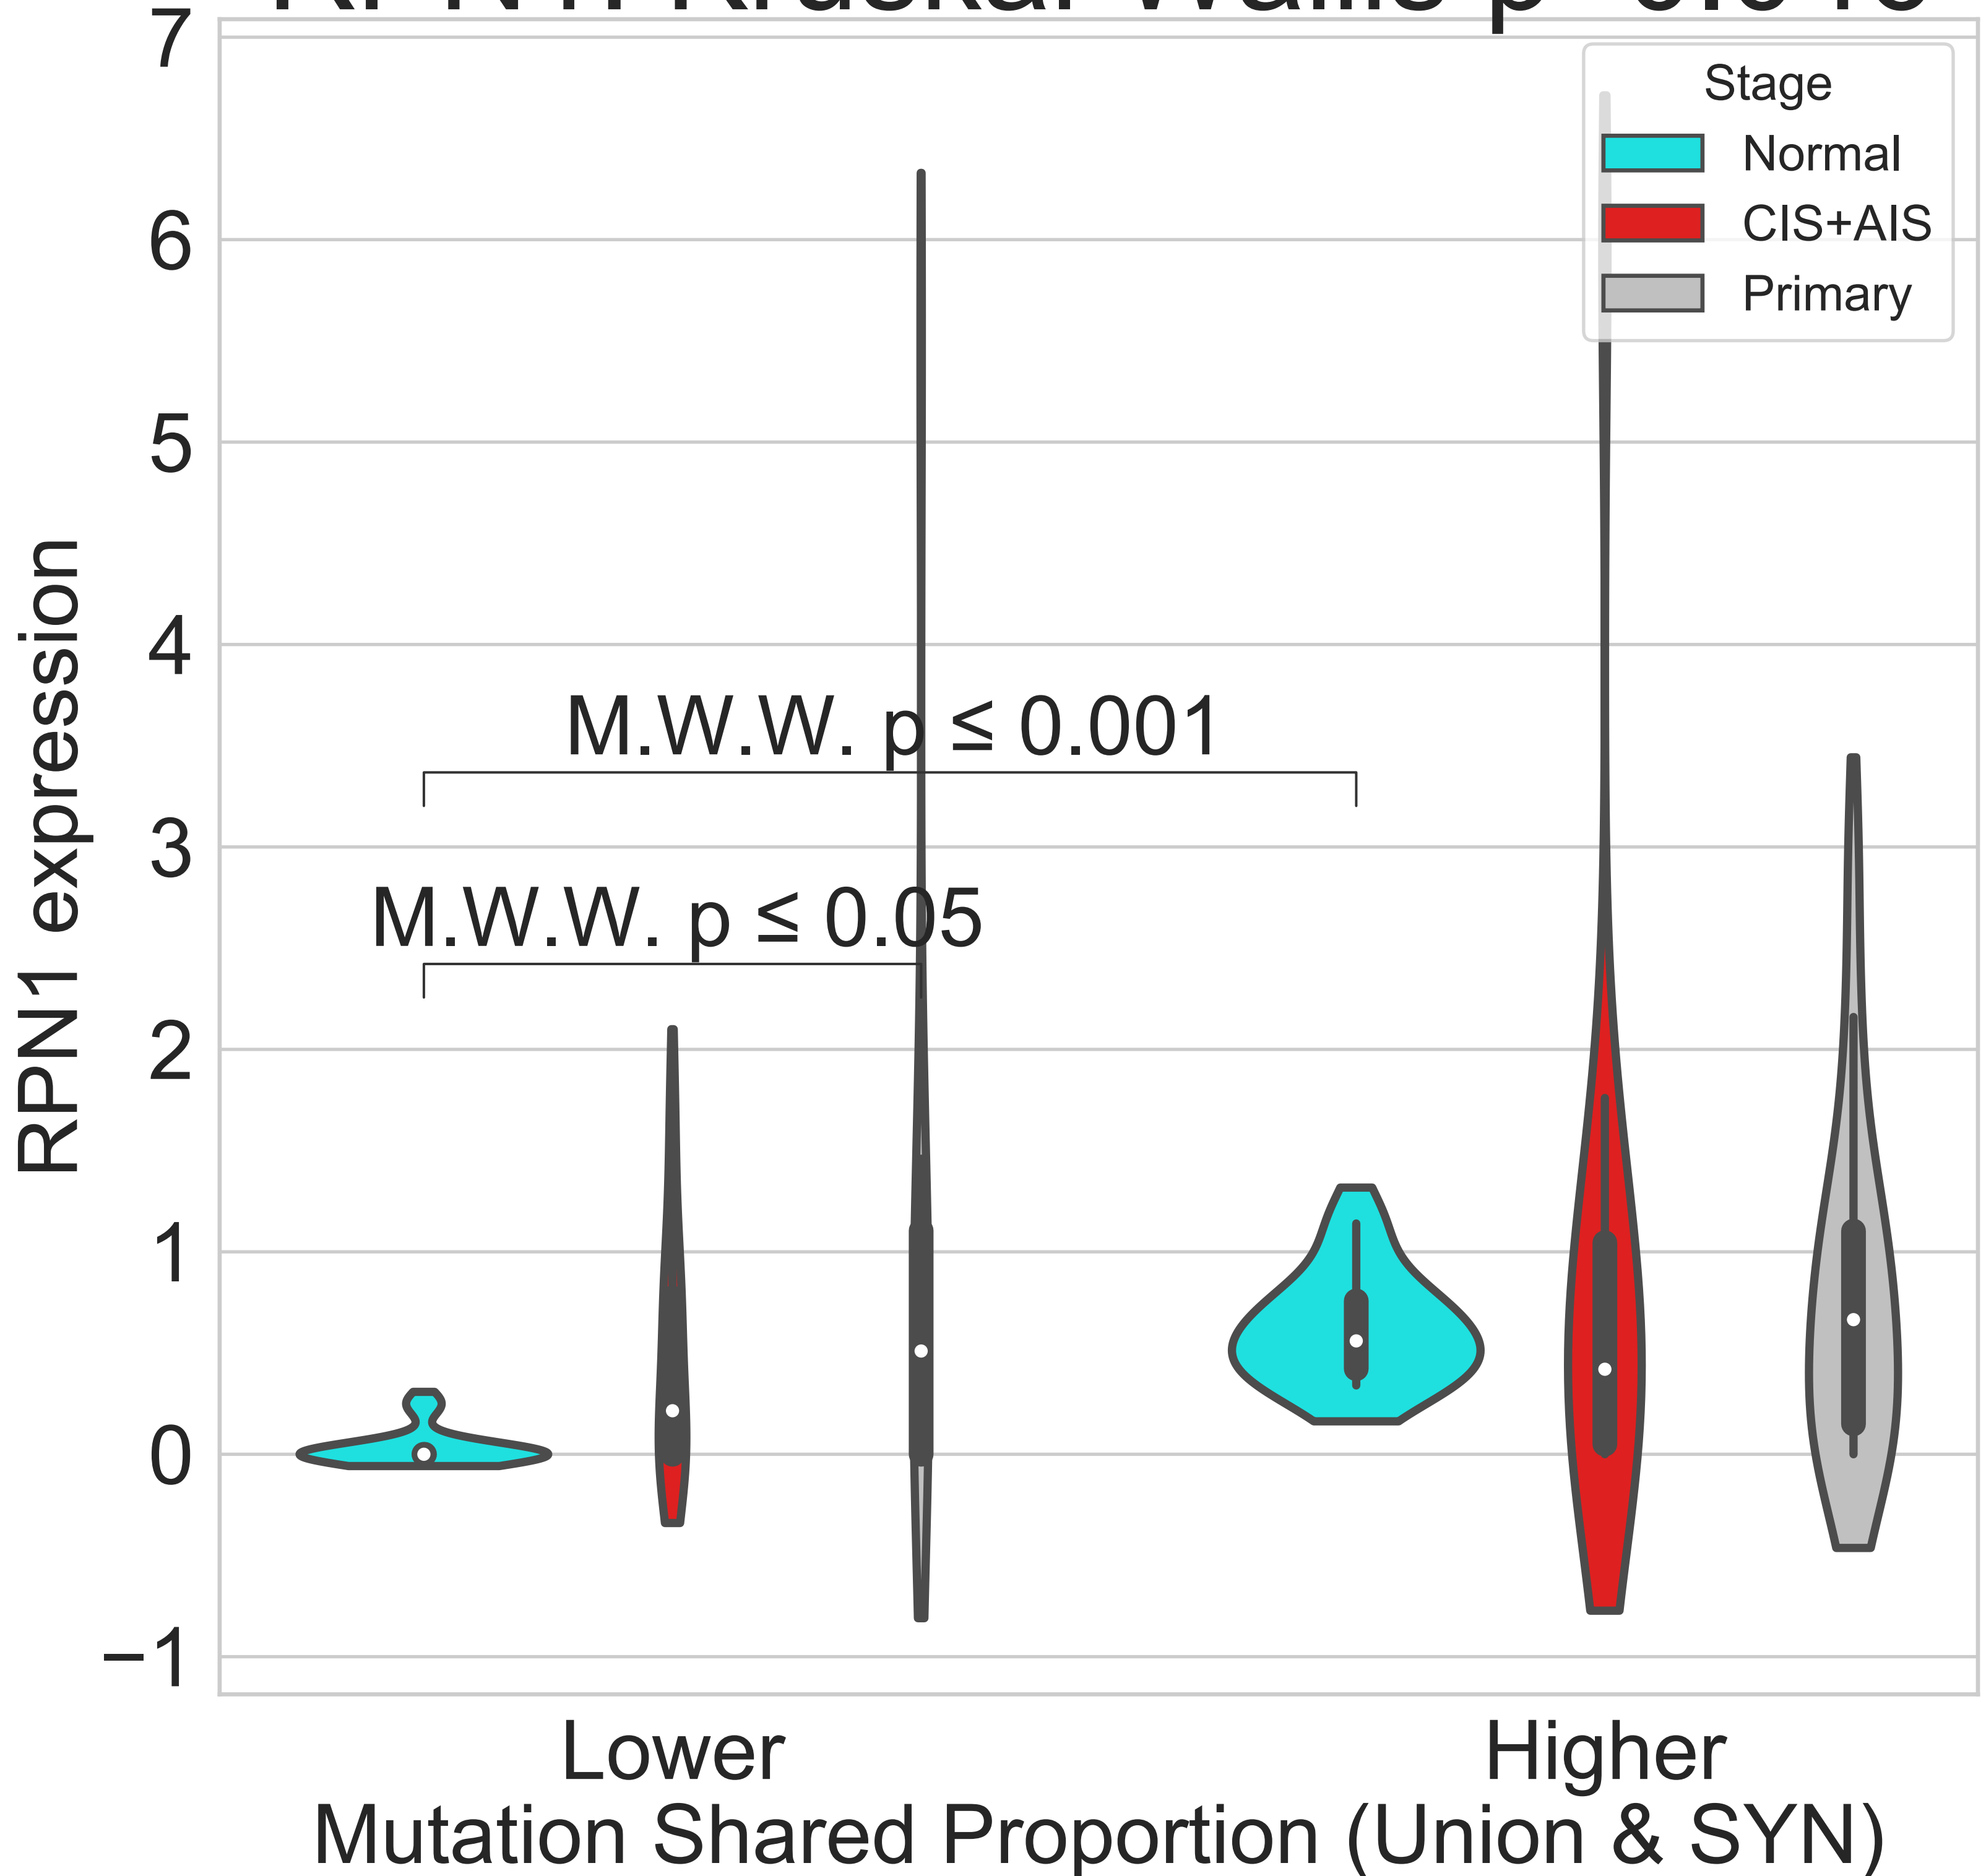 7
6
5
4
3
2
1
0
−1
RPN1 expression
Stage
Normal
CIS+AIS
Primary
M.W.W. p ≤ 0.001
M.W.W. p ≤ 0.05
Lower
Higher
Mutation Shared Proportion (Union & SYN)